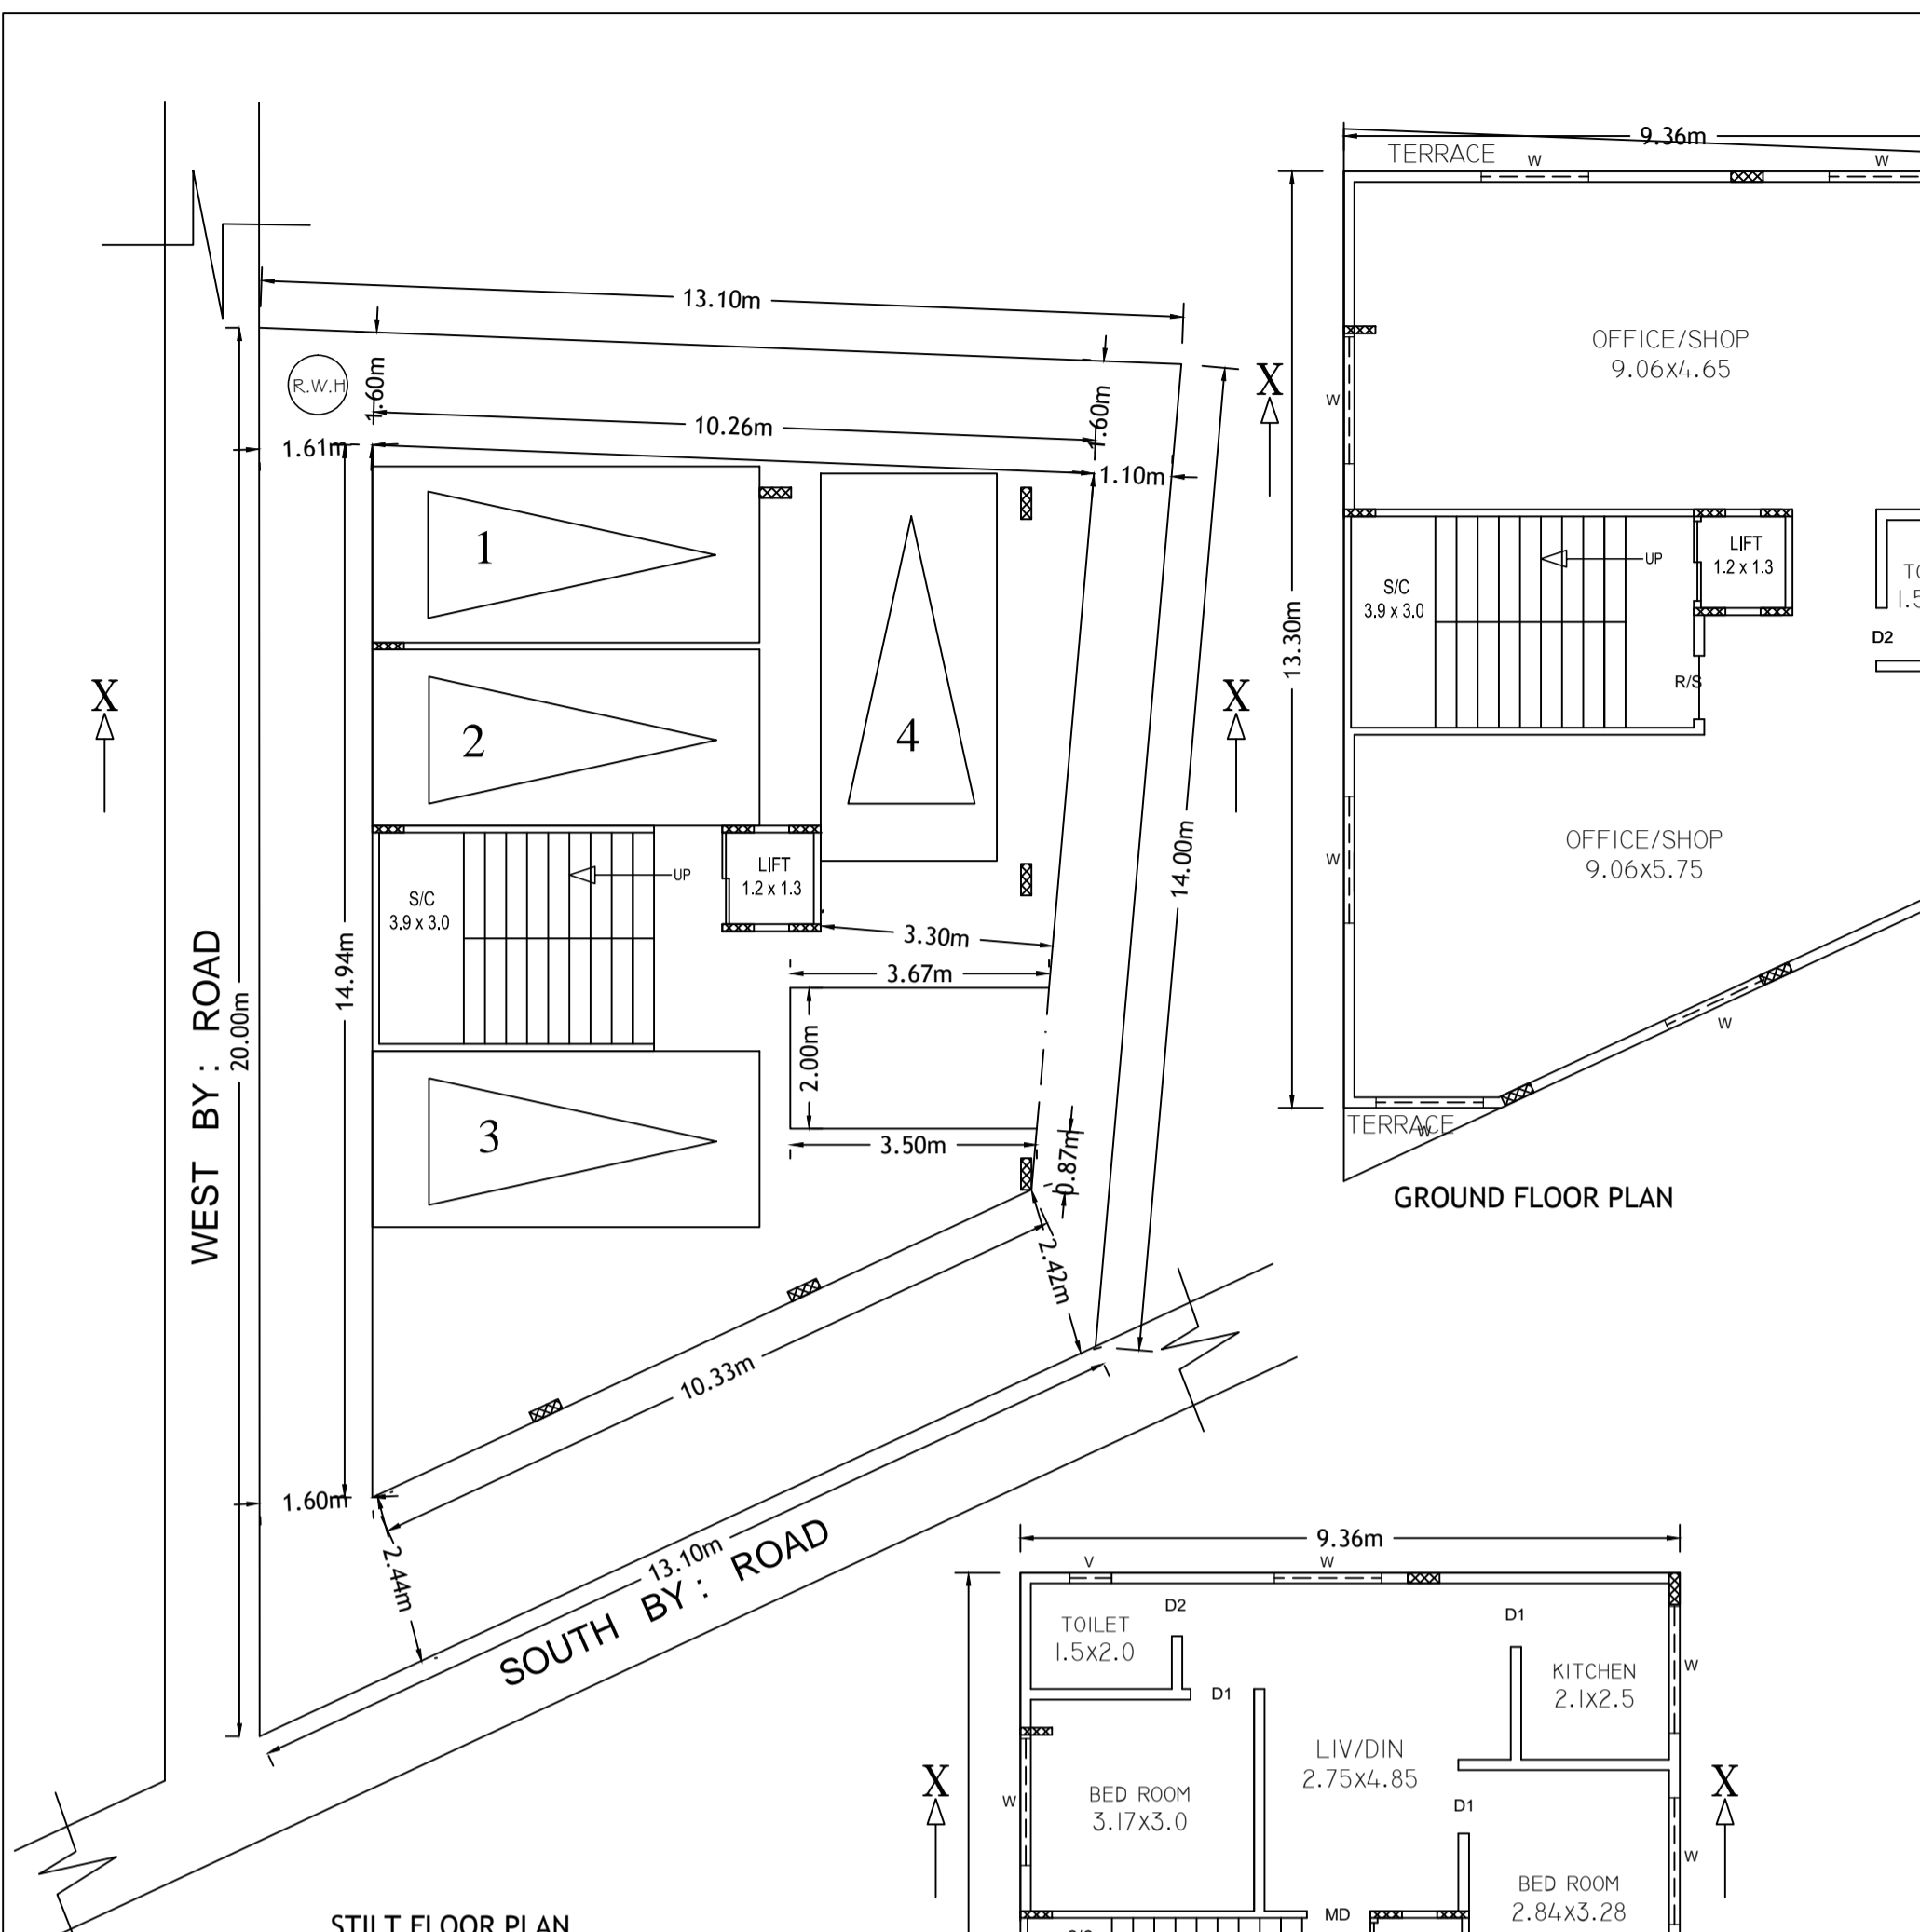 13.10m
R.W.H
1.60m
1.60m
10.26m
1.61m
1.10m
1
2
4
X
X
S/C
3.9 x 3.0
UP
LIFT
1.2 x 1.3
3.30m
3.67m
2.00m
3.50m
0.87m
3
14.94m
20.00m
14.00m
WEST BY: ROAD
2.42m
10.33m
1.60m
2.44m
13.10m
SOUTH BY: ROAD
STILT FLOOR PLAN
9.36m
TERRACE
W
W
X
OFFICE/SHOP
9.06X4.65
W
13.30m
S/C
3.9 x 3.0
UP
LIFT
1.2 x 1.3
D2
R/S
OFFICE/SHOP
9.06X5.75
W
W
TERRACE
W
GROUND FLOOR PLAN
9.36m
V
W
D2
D1
TOILET
1.5X2.0
KITCHEN
2.1X2.5
W
D1
LIV/DIN
2.75X4.85
X
X
W
BED ROOM
3.17X3.0
D1
W
BED ROOM
2.84X3.28
MD